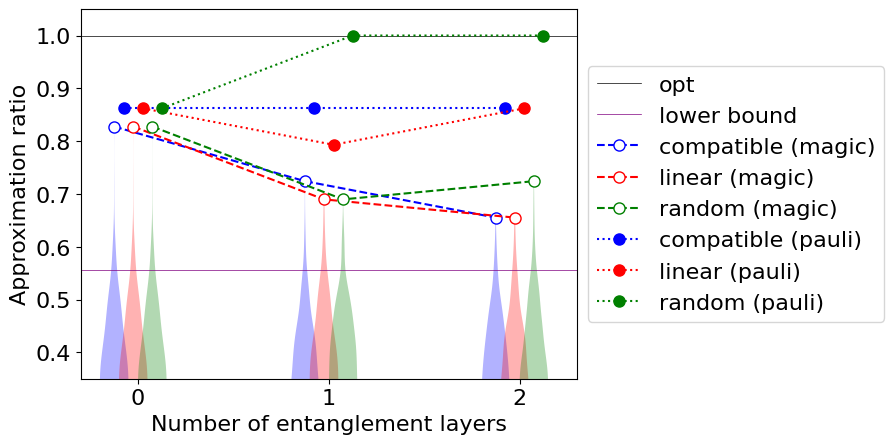 1.0
0.9
0.8
0.7
0.6
0.5
0.4
Approximation ratio
0 1 2
Number of entanglement layers
opt
lower bound
compatible (magic)
linear (magic)
random (magic)
compatible (pauli)
linear (pauli)
random (pauli)